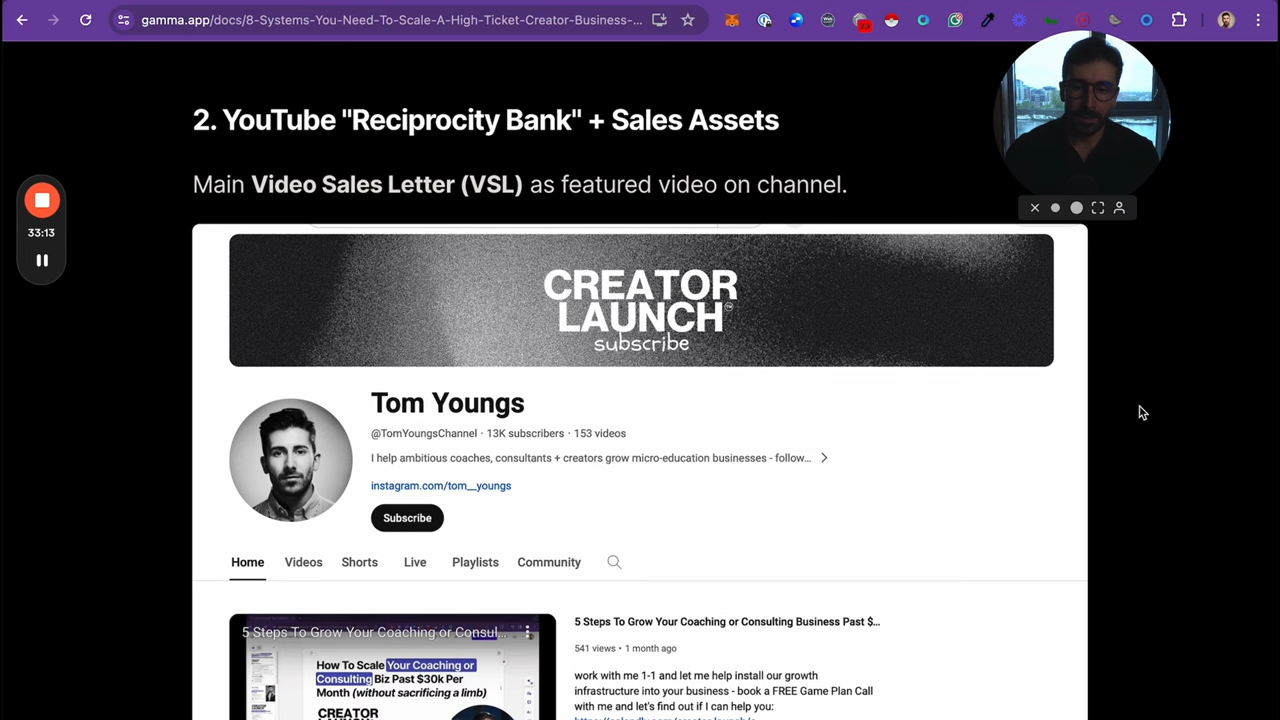 gamma.app/docs/8-Systems-You-Need-To-Scale-A-High-Ticket-Creator-Business-...
2. YouTube "Reciprocity Bank" + Sales Assets
Main Video Sales Letter (VSL) as featured video on channel.
33:13
CREATOR
LAUNCH
subscribe
Tom Youngs
@TomYoungsChannel · 13K subscribers · 153 videos
I help ambitious coaches, consultants + creators grow micro-education businesses - follow...
instagram.com/tom__youngs
Subscribe
Home Videos Shorts Live Playlists Community
5 Steps To Grow Your Coaching or Consul...
How To Scale Your Coaching or
Consulting Biz Past $30k Per
Month (without sacrificing a limb)
CREATOR
5 Steps To Grow Your Coaching or Consulting Business Past $...
541 views · 1 month ago
work with me 1-1 and let me help install our growth
infrastructure into your business - book a FREE Game Plan Call
with me and let's find out if I can help you: